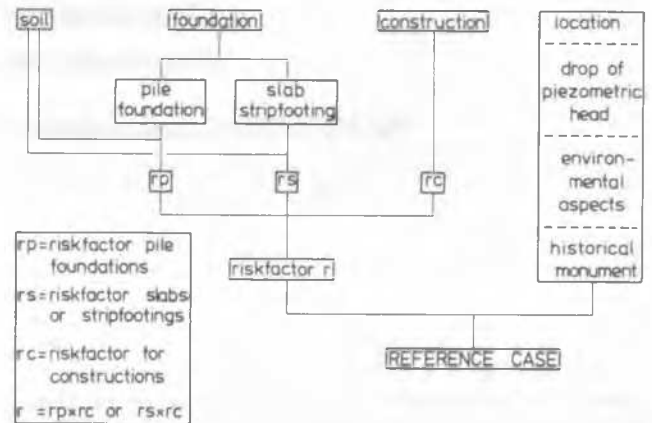 soil
foundation
construction
location
pile
foundation
slab
stripfooting
drop of
piezometric
head
environ-
mental
aspects
historical
monument
rp
rs
rc
riskfactor r
REFERENCE CASE
rp=riskfactor pile
foundations
rs=riskfactor slabs
or stripfootings
rc=riskfactor for
constructions
r =rp*rc or rs*rc